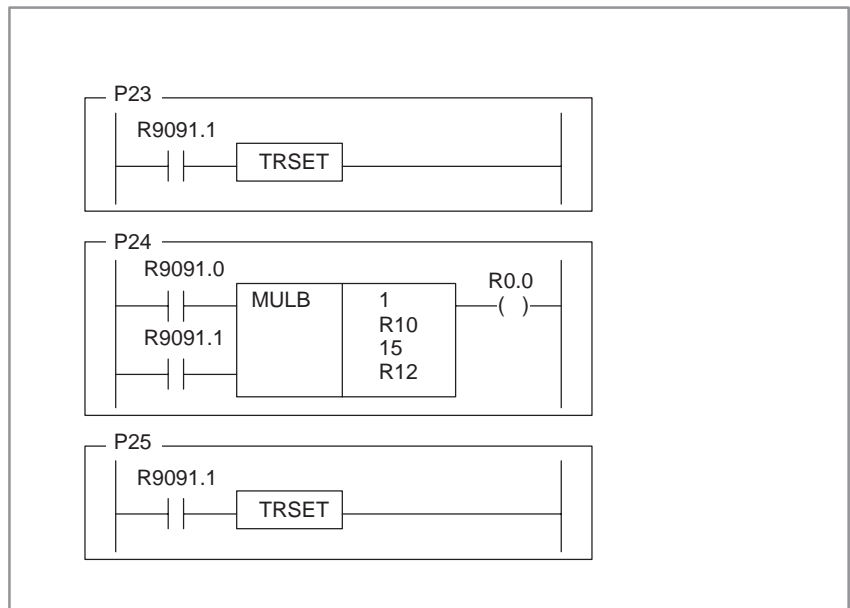 P23
R9091.1
TRSET
P24
R9091.0
R0.0
MULB 1
( )
R10
R9091.1
15
R12
P25
R9091.1
TRSET